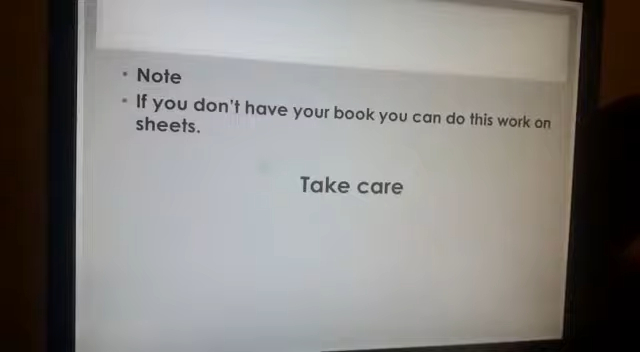 • Note
• If you don't have your book you can do this work on
sheets.
Take care